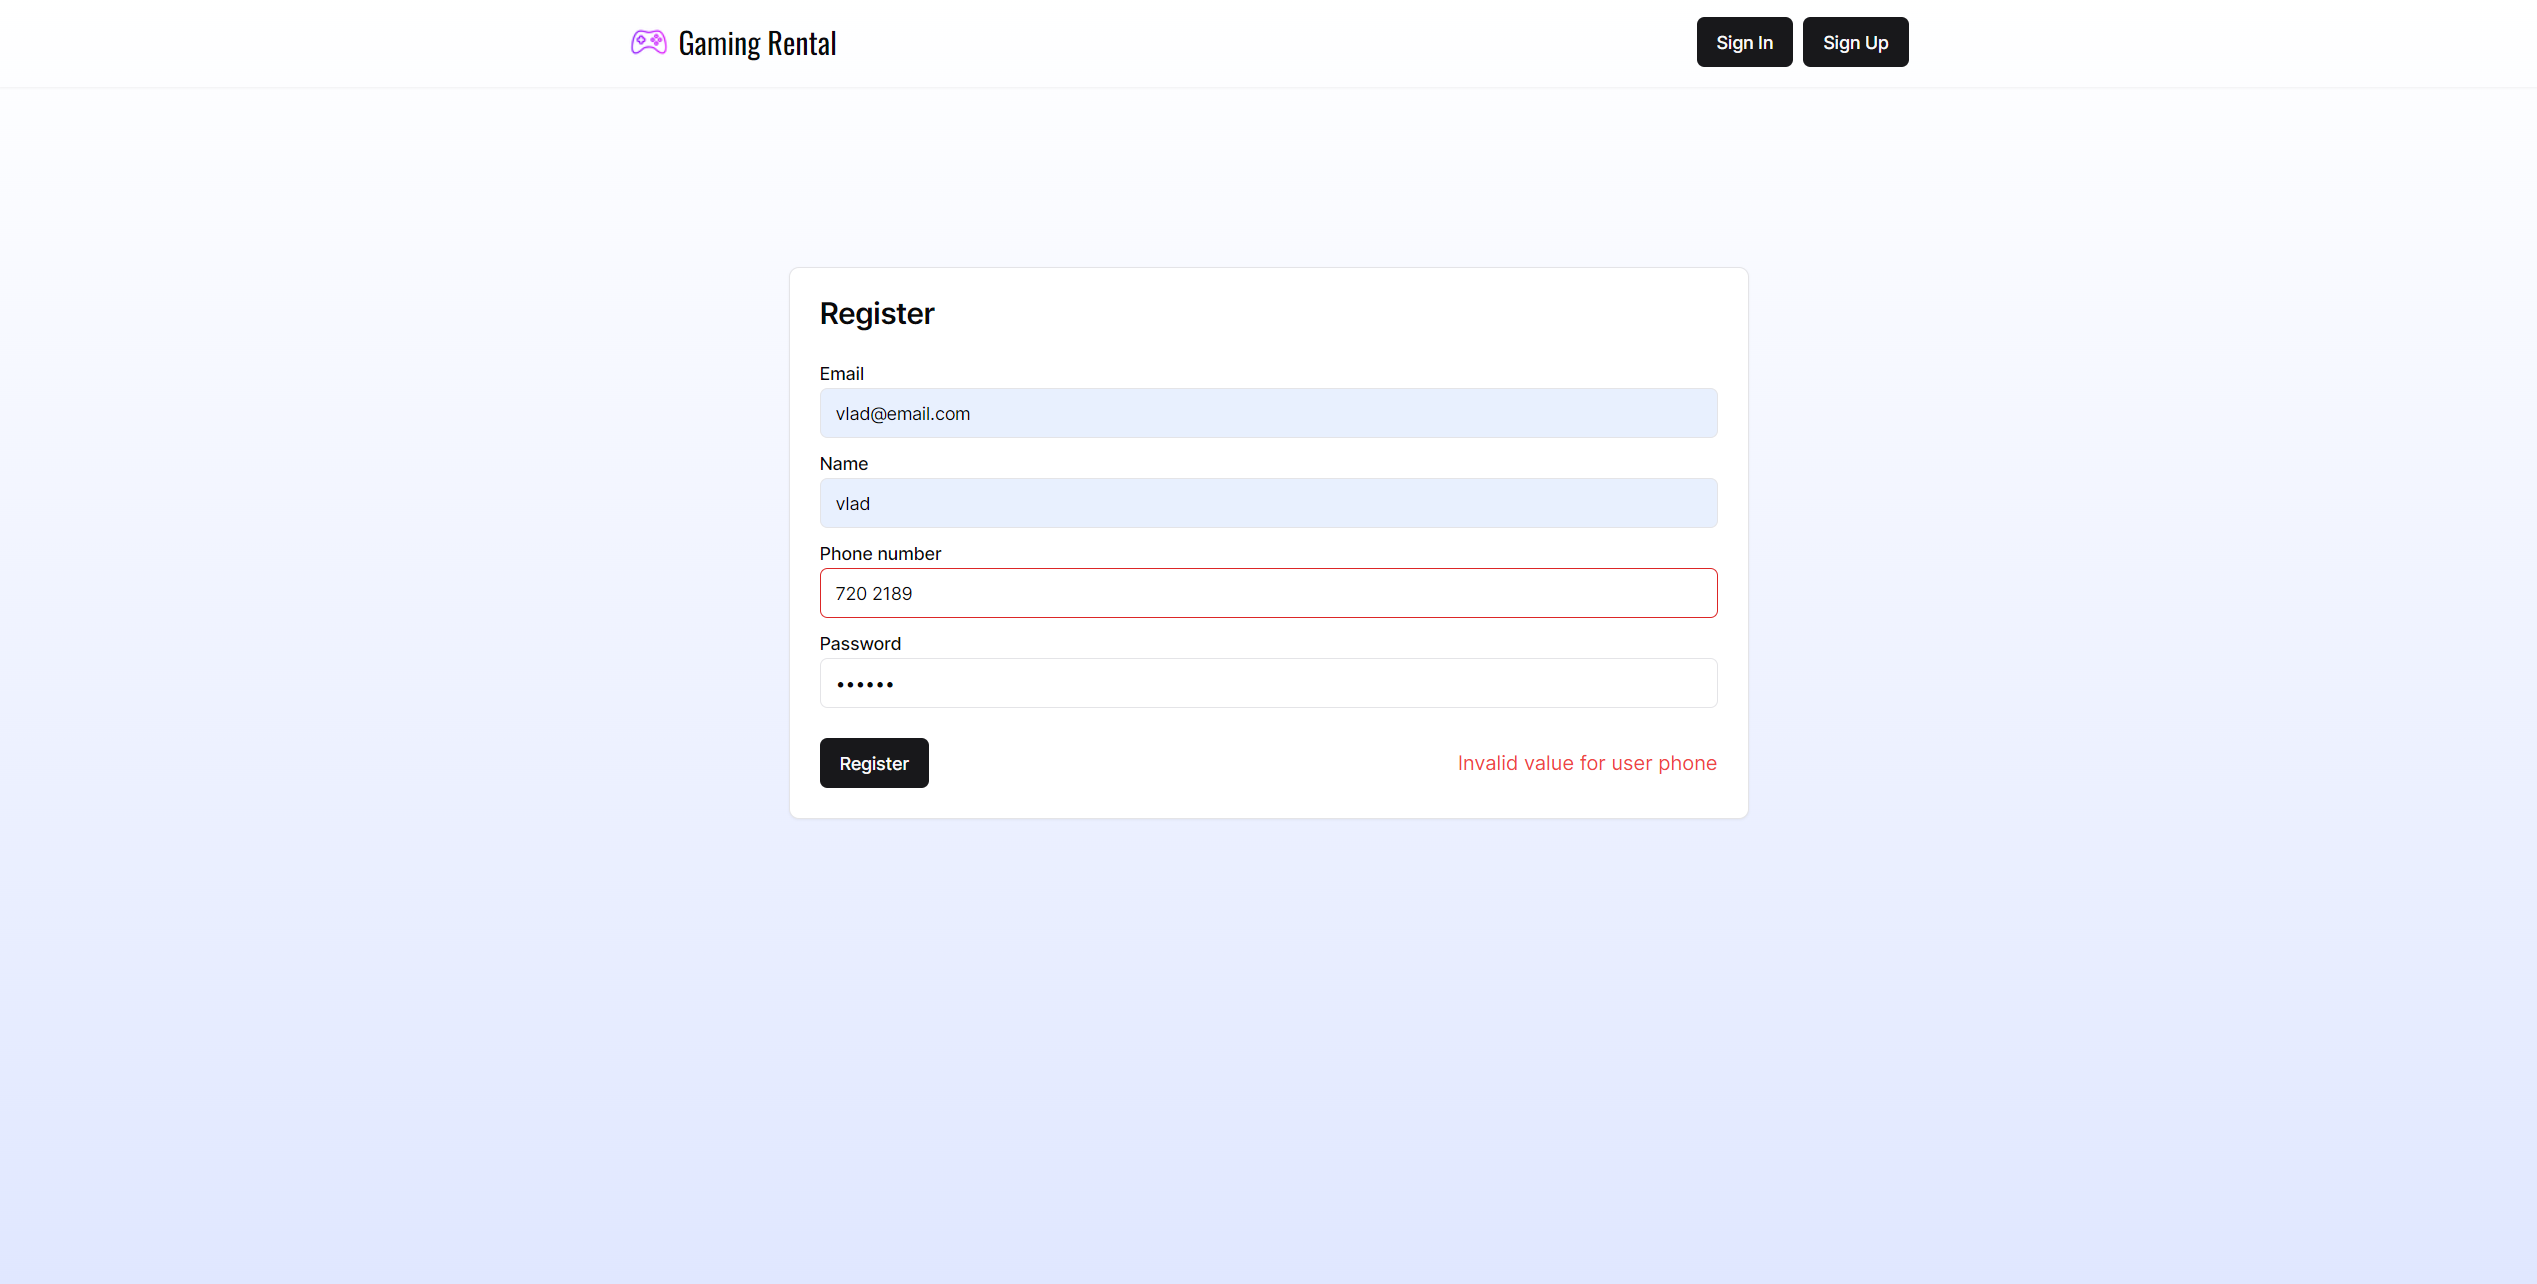 Gaming Rental
Sign In
Sign Up
Register
Email
vlad@email.com
Name
vlad
Phone number
720 2189
Password
••••••
Register
Invalid value for user phone